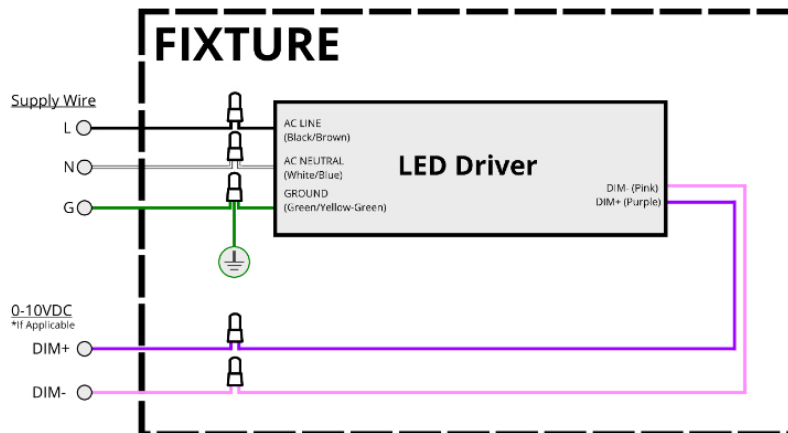 FIXTURE
Supply Wire
L
N
G
AC LINE
(Black/Brown)
AC NEUTRAL
(White/Blue)
GROUND
(Green/Yellow-Green)
LED Driver
DIM- (Pink)
DIM+ (Purple)
0-10VDC
*If Applicable
DIM+
DIM-